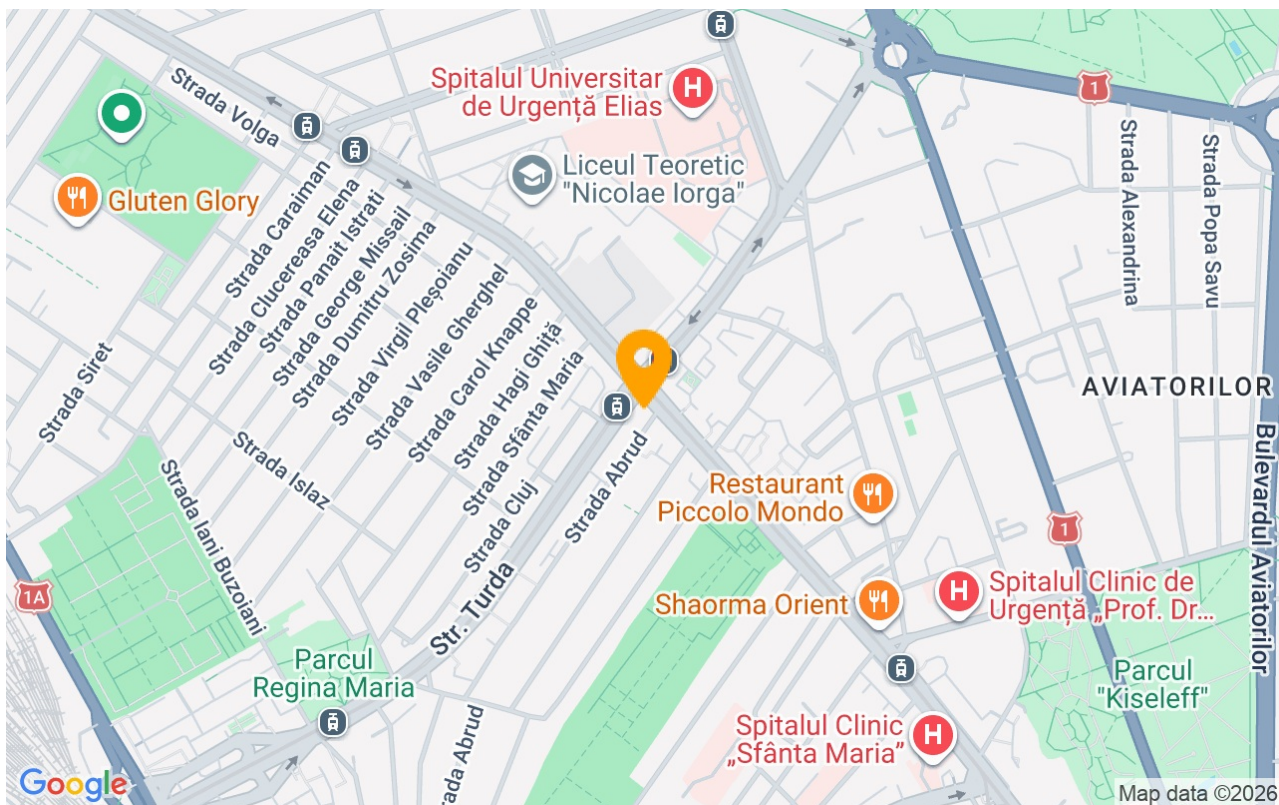 Strada Volga
Spitalul Universitar
de Urgență Elias
H
1
Liceul Teoretic
"Nicolae Iorga"
Gluten Glory
Strada Caraiman
Strada Clucereasa Elena
Strada Panait Istrati
Strada George Missail
Strada Dumitru Zosima
Strada Virgil Pleșoianu
Strada Vasile Gherghel
Strada Carol Knappe
Strada Hagi Ghiță
Strada Sfânta Maria
Strada Cluj
Strada Alexandrina
Strada Popa Savu
Strada Siret
Strada Islaz
AVIATORILOR
Bulevardul Aviatorilor
Strada Abrud
Restaurant
Piccolo Mondo
Strada Iani Buzoiani
1
1A
Str. Turda
Shaorma Orient
H
Spitalul Clinic de
Urgență „Prof. Dr...
Parcul
Regina Maria
Parcul
"Kiseleff"
Spitalul Clinic
„Sfânta Maria”
H
ada Abrud
Google
Map data ©2026